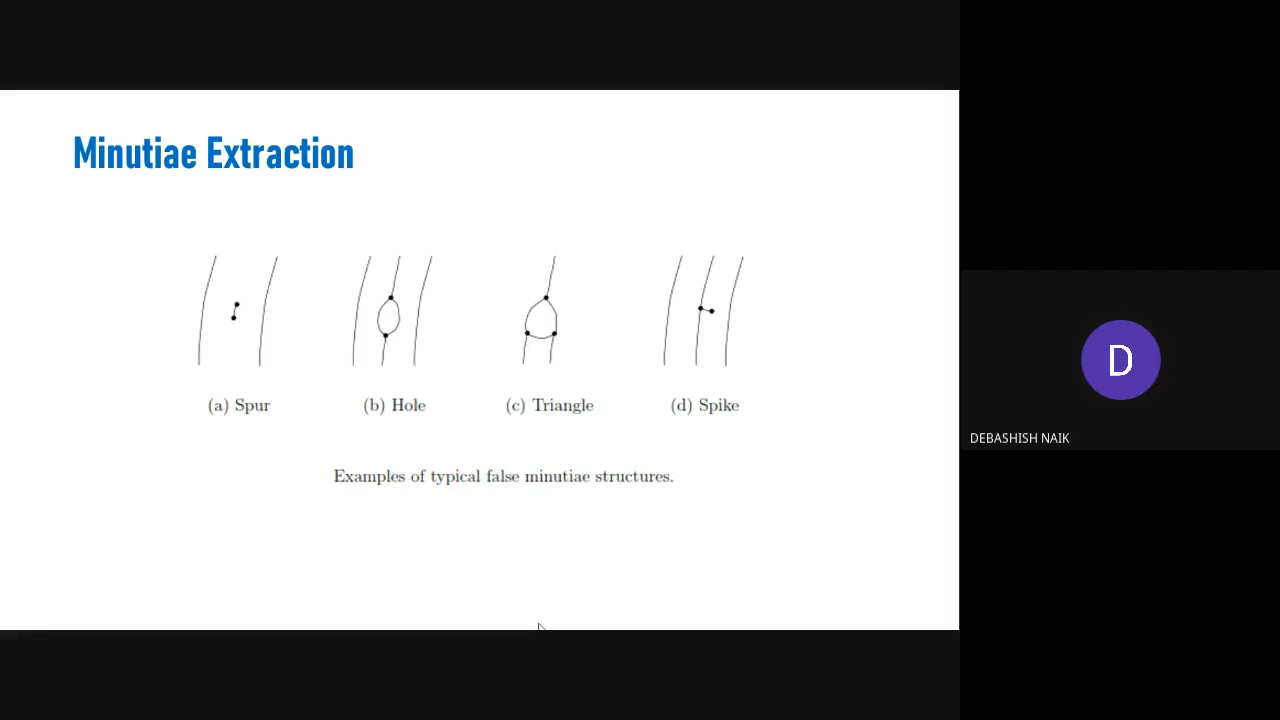 Minutiae Extraction
(a) Spur (b) Hole (c) Triangle (d) Spike
Examples of typical false minutiae structures.
D
DEBASHISH NAIK